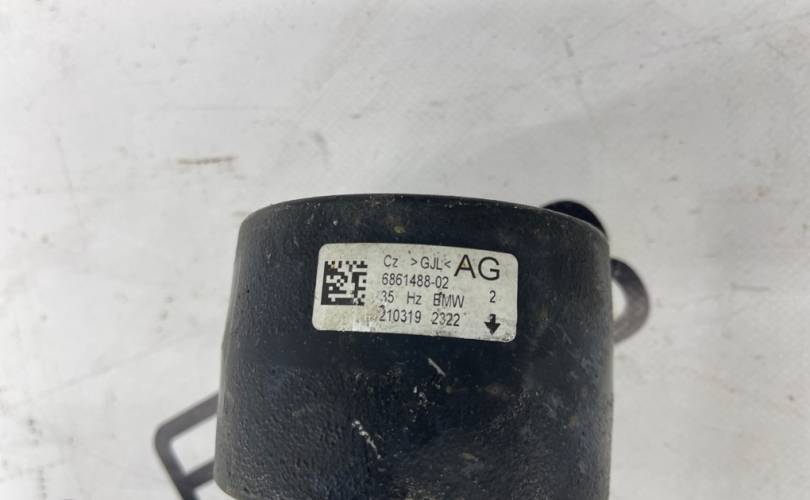 Cz >GJL< AG
6861488-02
35 Hz BMW 2
210319 2322